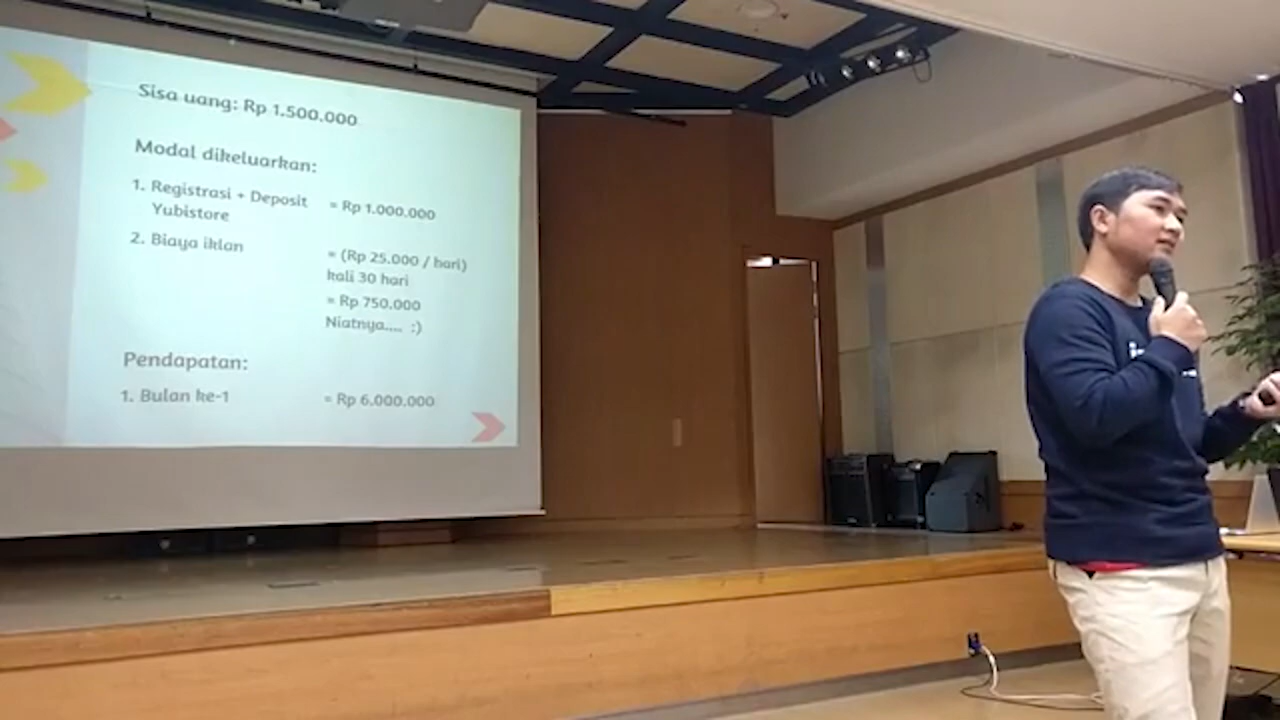 Sisa uang: Rp 1.500.000
Modal dikeluarkan:
1. Registrasi + Deposit = Rp 1.000.000
Yubistore
2. Biaya iklan = (Rp 25.000 / hari)
kali 30 hari
= Rp 750.000
Niatnya.... :)
Pendapatan:
1. Bulan ke-1 = Rp 6.000.000